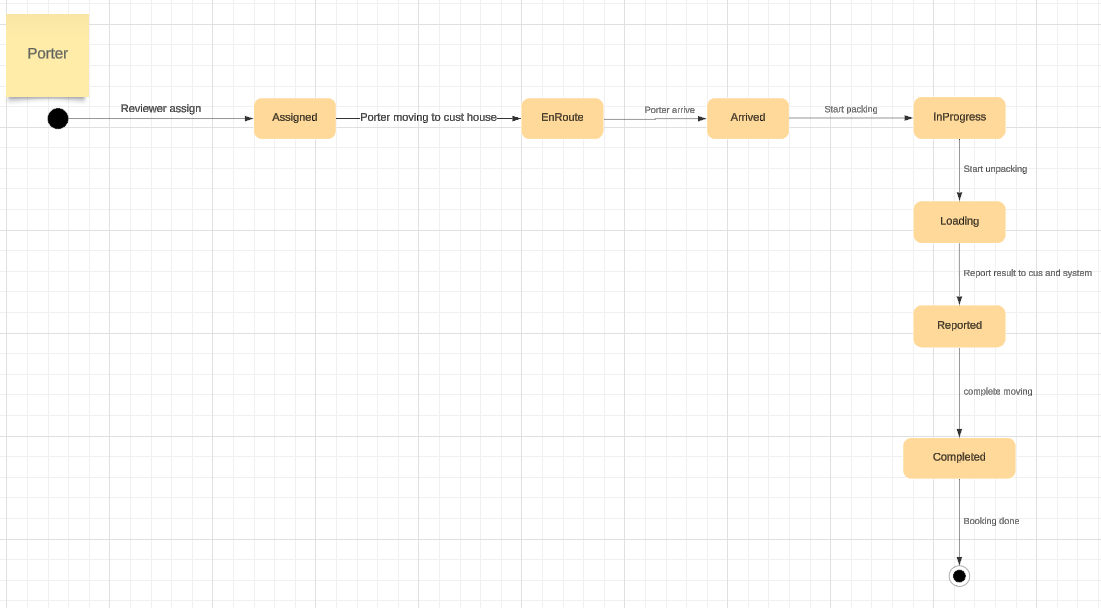 Porter
Reviewer assign
Assigned
Porter moving to cust house
EnRoute
Porter arrive
Arrived
Start packing
InProgress
Start unpacking
Loading
Report result to cus and system
Reported
complete moving
Completed
Booking done